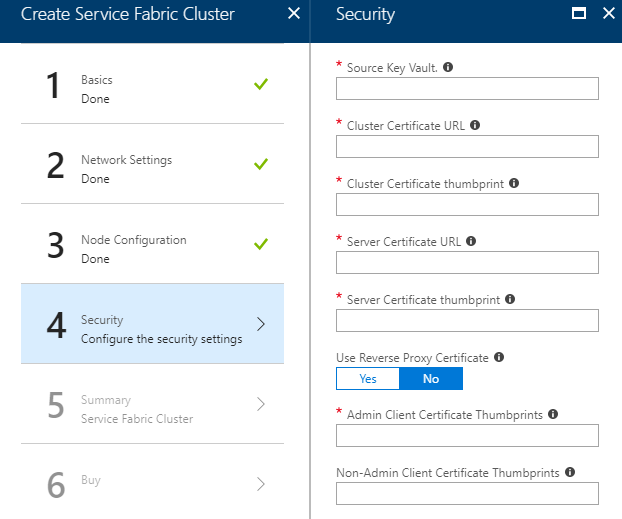 Create Service Fabric Cluster
1
Basics
Done
2
Network Settings
Done
3
Node Configuration
Done
4
Security
Configure the security settings
5
Summary
Service Fabric Cluster
6
Buy
Security
* Source Key Vault.
* Cluster Certificate URL
* Cluster Certificate thumbprint
* Server Certificate URL
* Server Certificate thumbprint
Use Reverse Proxy Certificate
Yes No
* Admin Client Certificate Thumbprints
Non-Admin Client Certificate Thumbprints